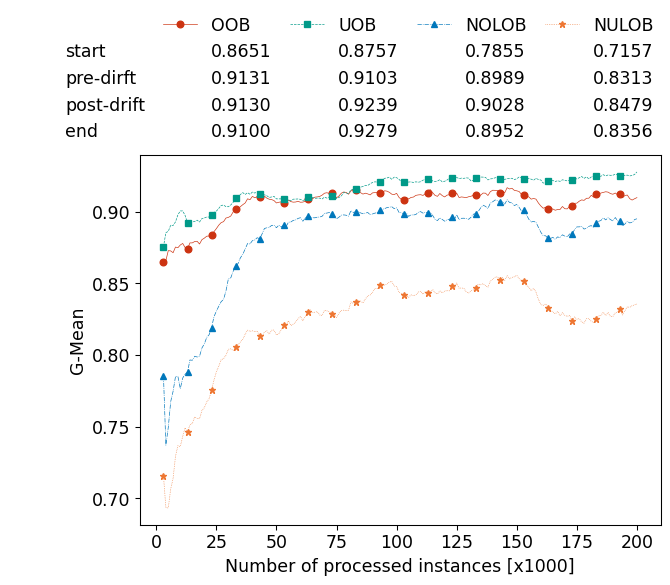 OOB UOB NOLOB NULOB
start 0.8651 0.8757 0.7855 0.7157
pre-dirft 0.9131 0.9103 0.8989 0.8313
post-drift 0.9130 0.9239 0.9028 0.8479
end 0.9100 0.9279 0.8952 0.8356
0.90
0.85
0.80
0.75
0.70
G-Mean
0 25 50 75 100 125 150 175 200
Number of processed instances [x1000]